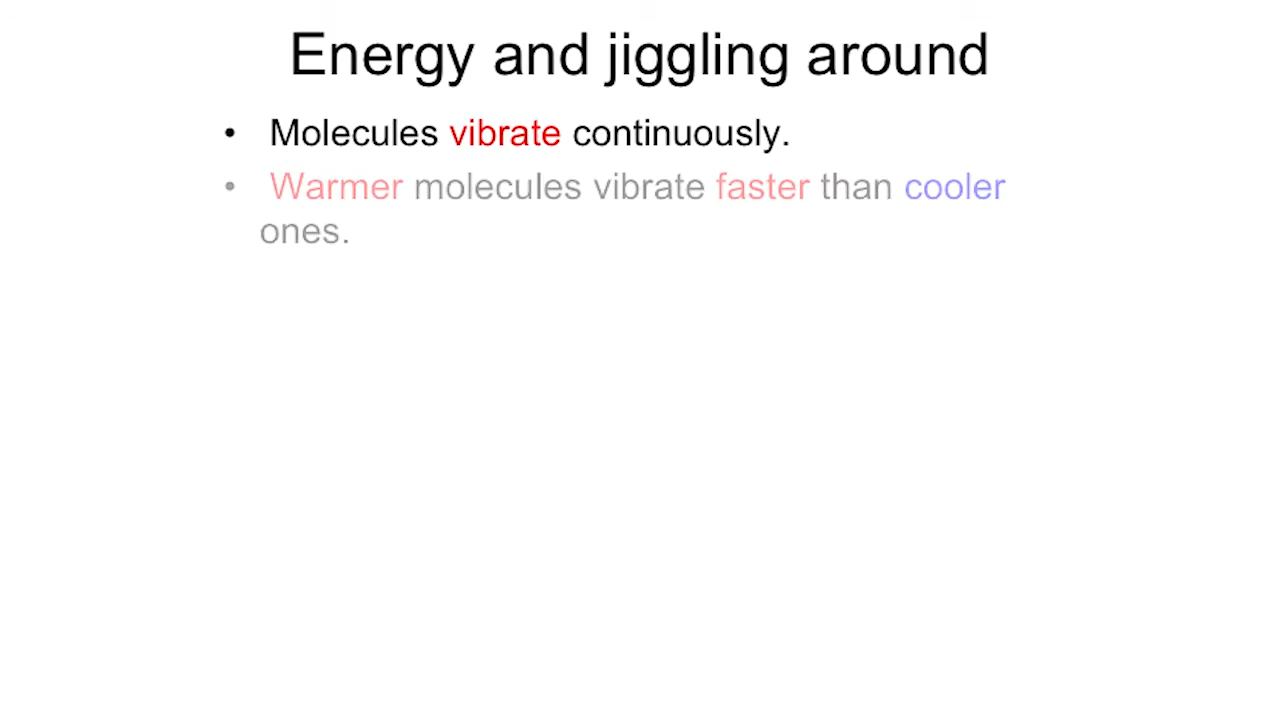 Energy and jiggling around
• Molecules vibrate continuously.
• Warmer molecules vibrate faster than cooler
ones.